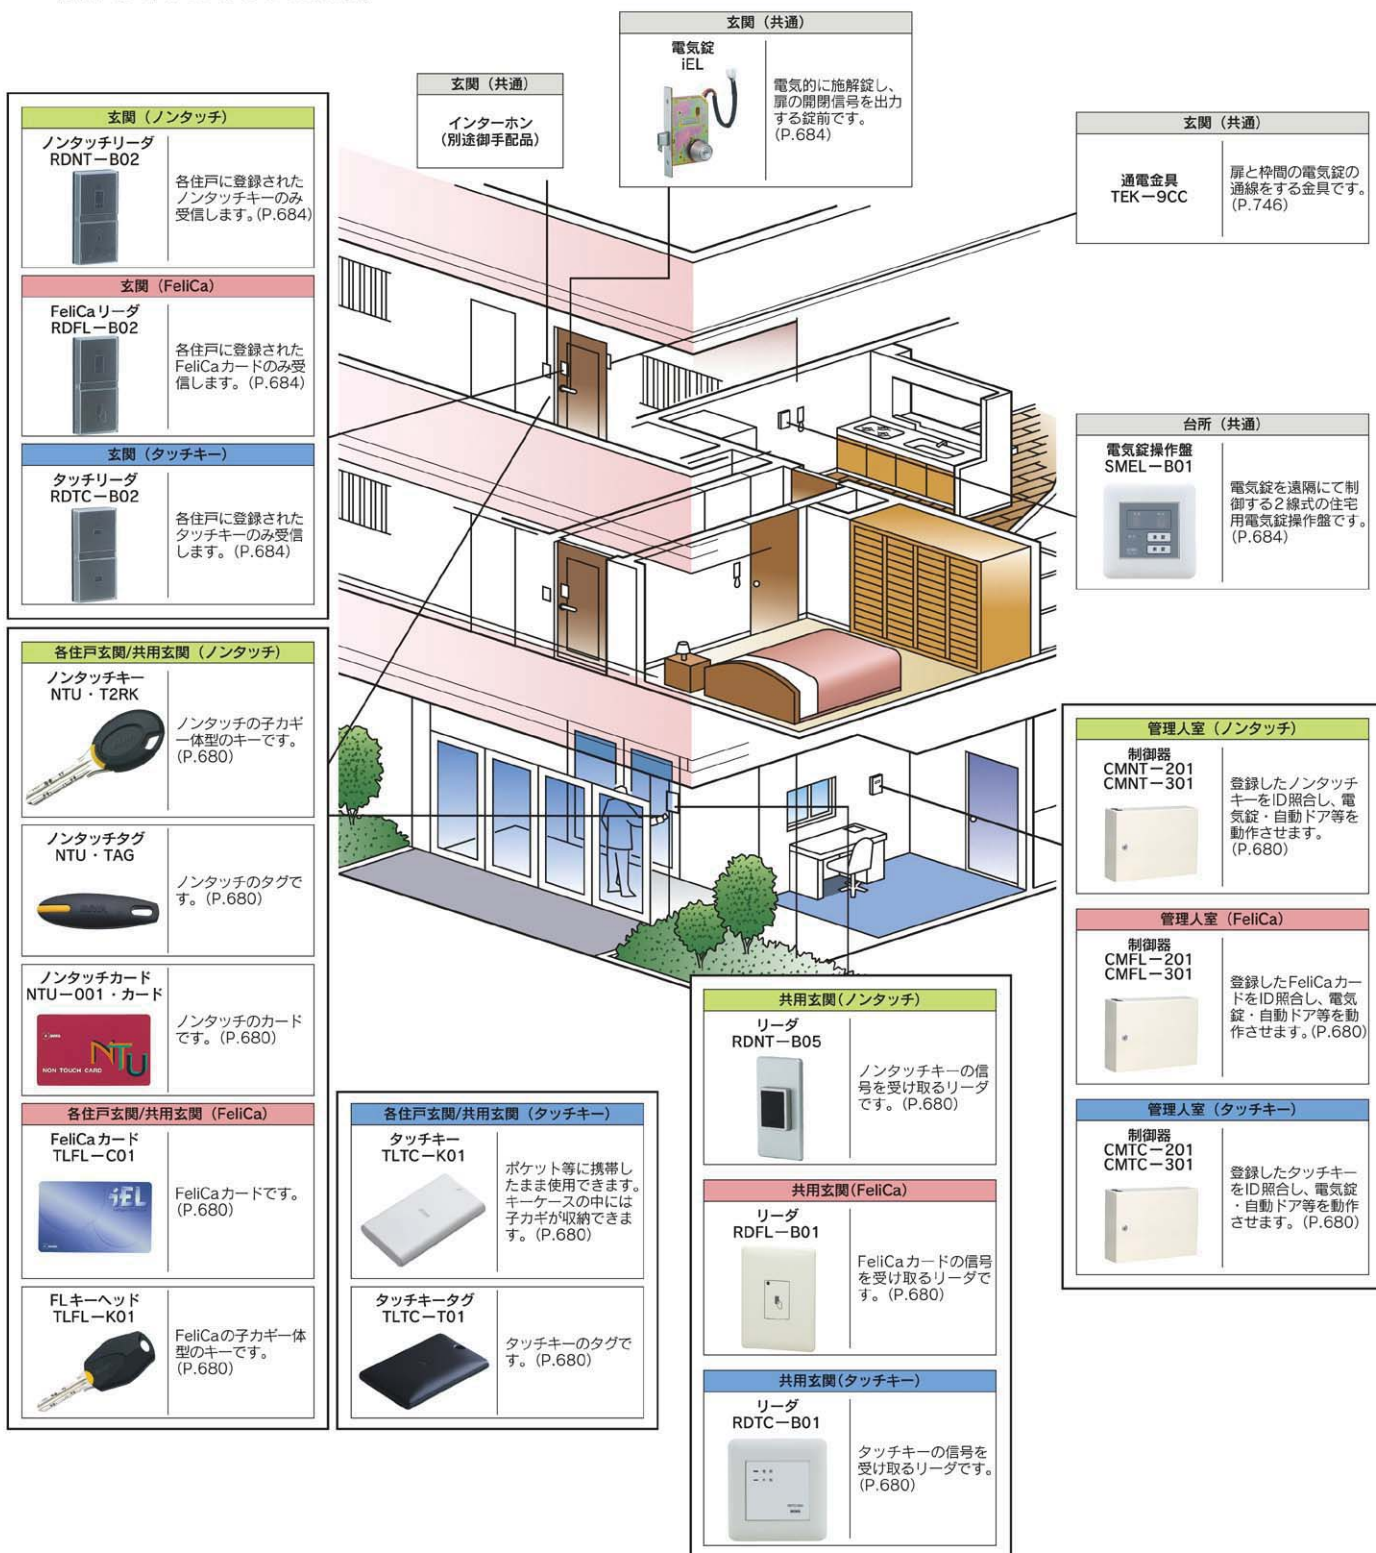 玄関（共通）
電気錠
iEL
電気的に施解錠し、
扉の開閉信号を出力
する錠前です。
(P.684)
玄関（共通）
インターホン
(別途御手配品)
玄関（共通）
通電金具
TEK－9CC
扉と枠間の電気錠の
通線をする金具です。
(P.746)
玄関（ノンタッチ）
ノンタッチリーダ
RDNT－B02
各住戸に登録された
ノンタッチキーのみ
受信します。(P.684)
玄関（FeliCa）
FeliCaリーダ
RDFL－B02
各住戸に登録された
FeliCaカードのみ受
信します。(P.684)
玄関（タッチキー）
タッチリーダ
RDTC－B02
各住戸に登録された
タッチキーのみ受信
します。(P.684)
台所（共通）
電気錠操作盤
SMEL－B01
電気錠を遠隔にて制
御する2線式の住宅
用電気錠操作盤です。
(P.684)
各住戸玄関/共用玄関（ノンタッチ）
ノンタッチキー
NTU・T2RK
ノンタッチの子カギ
一体型のキーです。
(P.680)
ノンタッチタグ
NTU・TAG
ノンタッチのタグで
す。(P.680)
ノンタッチカード
NTU－001・カード
NTU
NON TOUCH CARD
ノンタッチのカード
です。(P.680)
各住戸玄関/共用玄関（FeliCa）
FeliCaカード
TLFL－C01
iEL
FeliCaカードです。
(P.680)
FLキーヘッド
TLFL－K01
FeliCaの子カギ一体
型のキーです。
(P.680)
各住戸玄関/共用玄関（タッチキー）
タッチキー
TLTC－K01
ポケット等に携帯し
たまま使用できます。
キーケースの中には
子カギが収納できま
す。(P.680)
タッチキータグ
TLTC－T01
タッチキーのタグで
す。(P.680)
共用玄関(ノンタッチ)
リーダ
RDNT－B05
ノンタッチキーの信
号を受け取るリーダ
です。(P.680)
共用玄関(FeliCa)
リーダ
RDFL－B01
FeliCaカードの信号
を受け取るリーダで
す。(P.680)
共用玄関(タッチキー)
リーダ
RDTC－B01
タッチキーの信号を
受け取るリーダです。
(P.680)
管理人室（ノンタッチ）
制御器
CMNT－201
CMNT－301
登録したノンタッチ
キーをID照合し、電
気錠・自動ドア等を
動作させます。
(P.680)
管理人室（FeliCa）
制御器
CMFL－201
CMFL－301
登録したFeliCaカー
ドをID照合し、電気
錠・自動ドア等を動
作させます。(P.680)
管理人室（タッチキー）
制御器
CMTC－201
CMTC－301
登録したタッチキー
をID照合し、電気錠
・自動ドア等を動作
させます。(P.680)